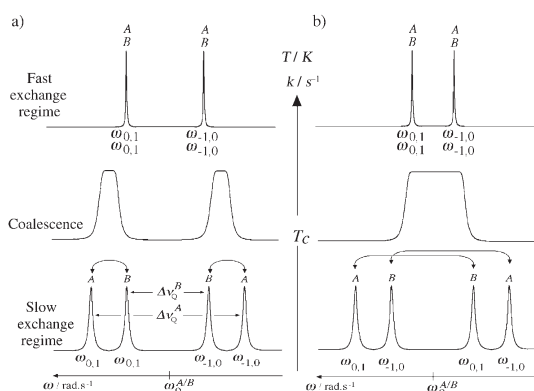 a)
A
B
Fast
exchange
regime
ω0,1 ω-1,0
ω0,1 ω-1,0
T / K
k / s-1
b)
A
B
ω0,1 ω-1,0
ω0,1 ω-1,0
Coalescence
TC
Slow
exchange
regime
A B B A
ΔνQB
ΔνQA
ω0,1 ω0,1 ω-1,0 ω-1,0
ω / rad.s-1
A B B A
ω0,1 ω-1,0 ω0,1 ω-1,0
ω / rad.s-1